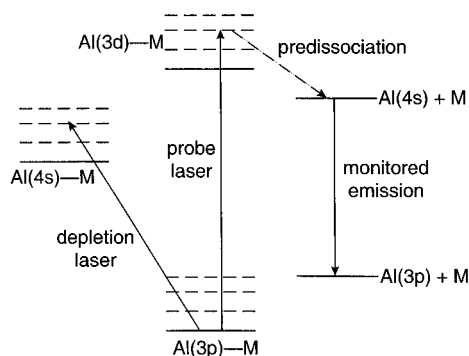 Al(3d)—M
predissociation
Al(4s) + M
probe
laser
monitored
emission
Al(4s)—M
depletion
laser
Al(3p) + M
Al(3p)—M